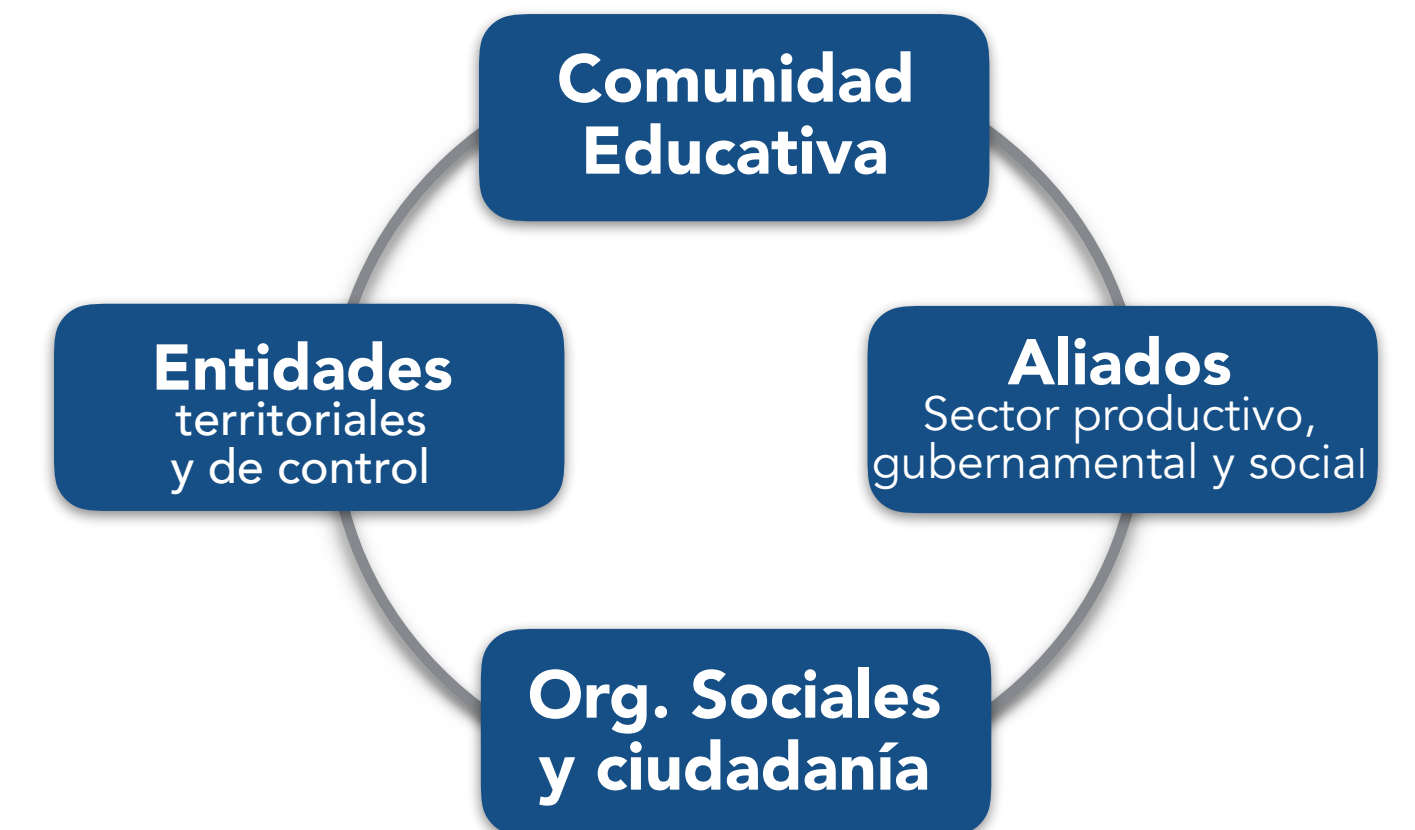 Comunidad
Educativa
Entidades
territoriales
y de control
Aliados
Sector productivo,
gubernamental y social
Org. Sociales
y ciudadanía